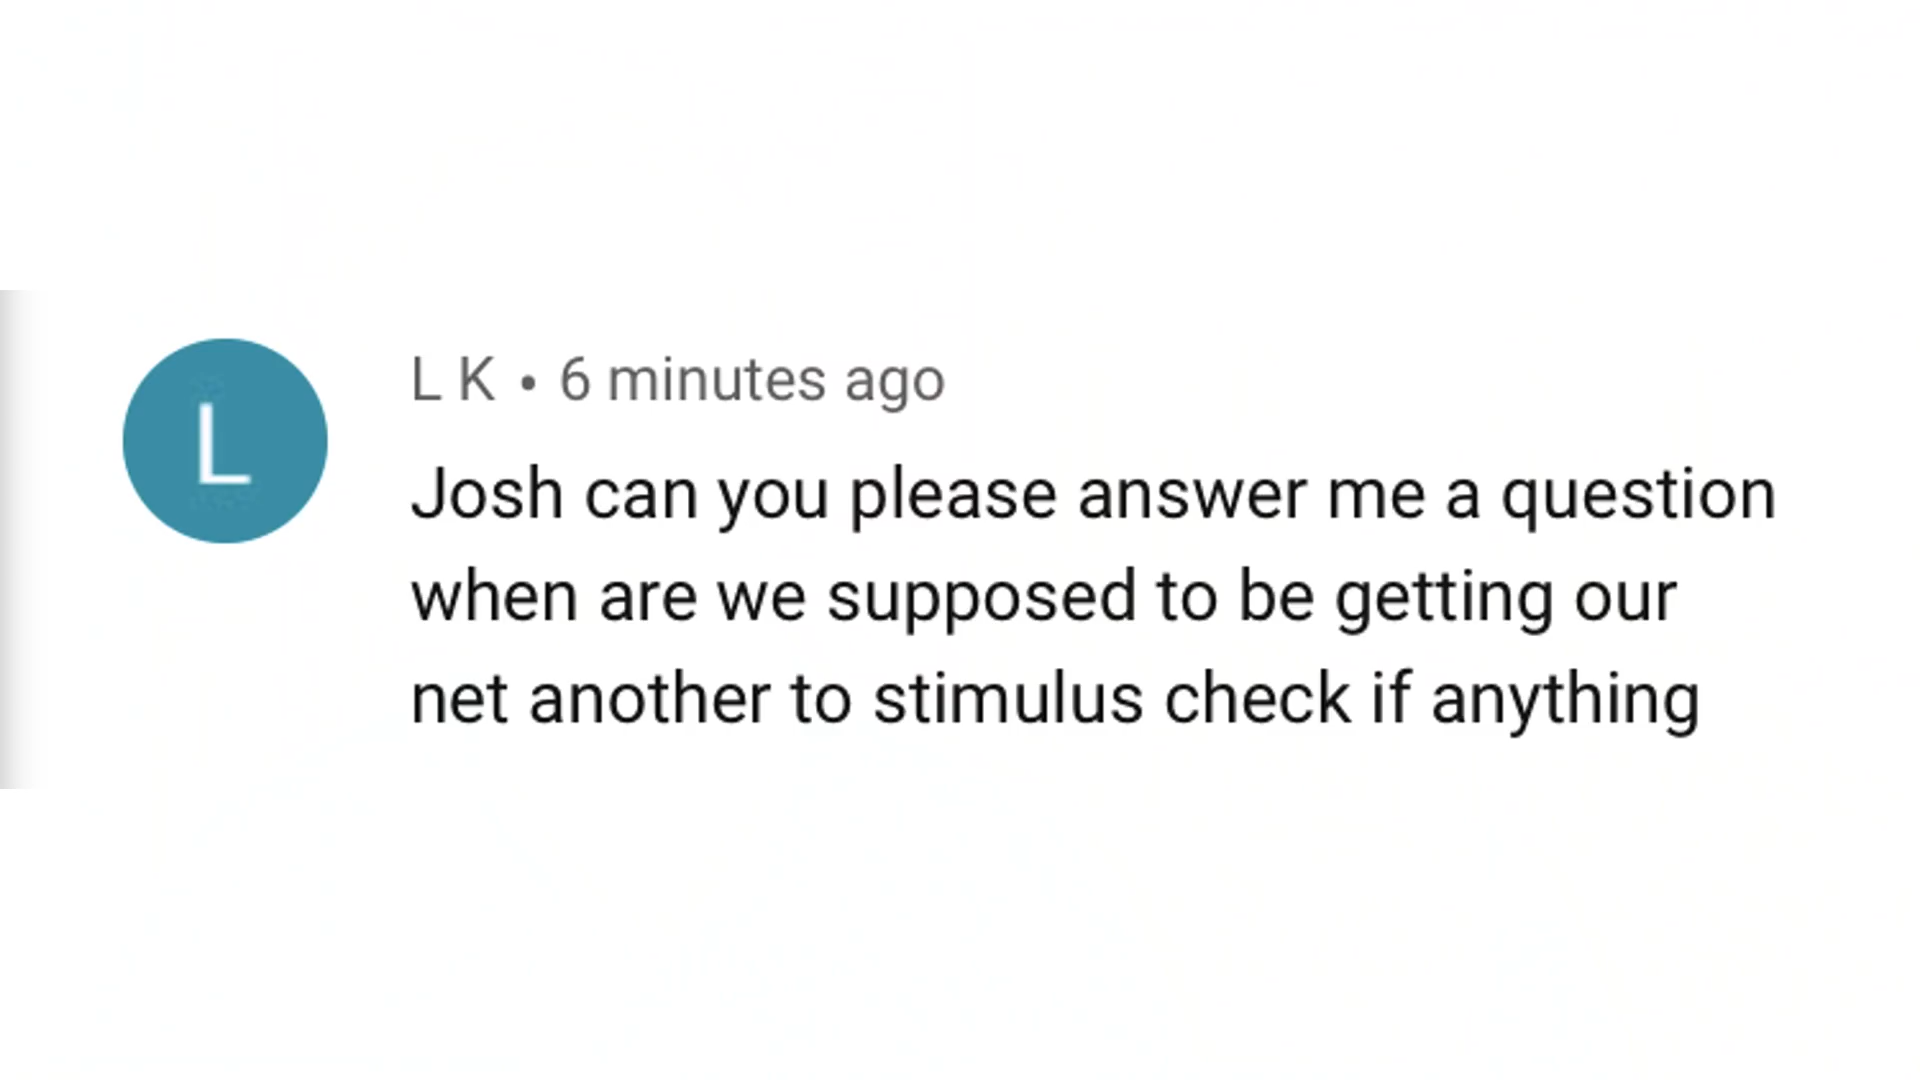 L
L K • 6 minutes ago
Josh can you please answer me a question
when are we supposed to be getting our
net another to stimulus check if anything